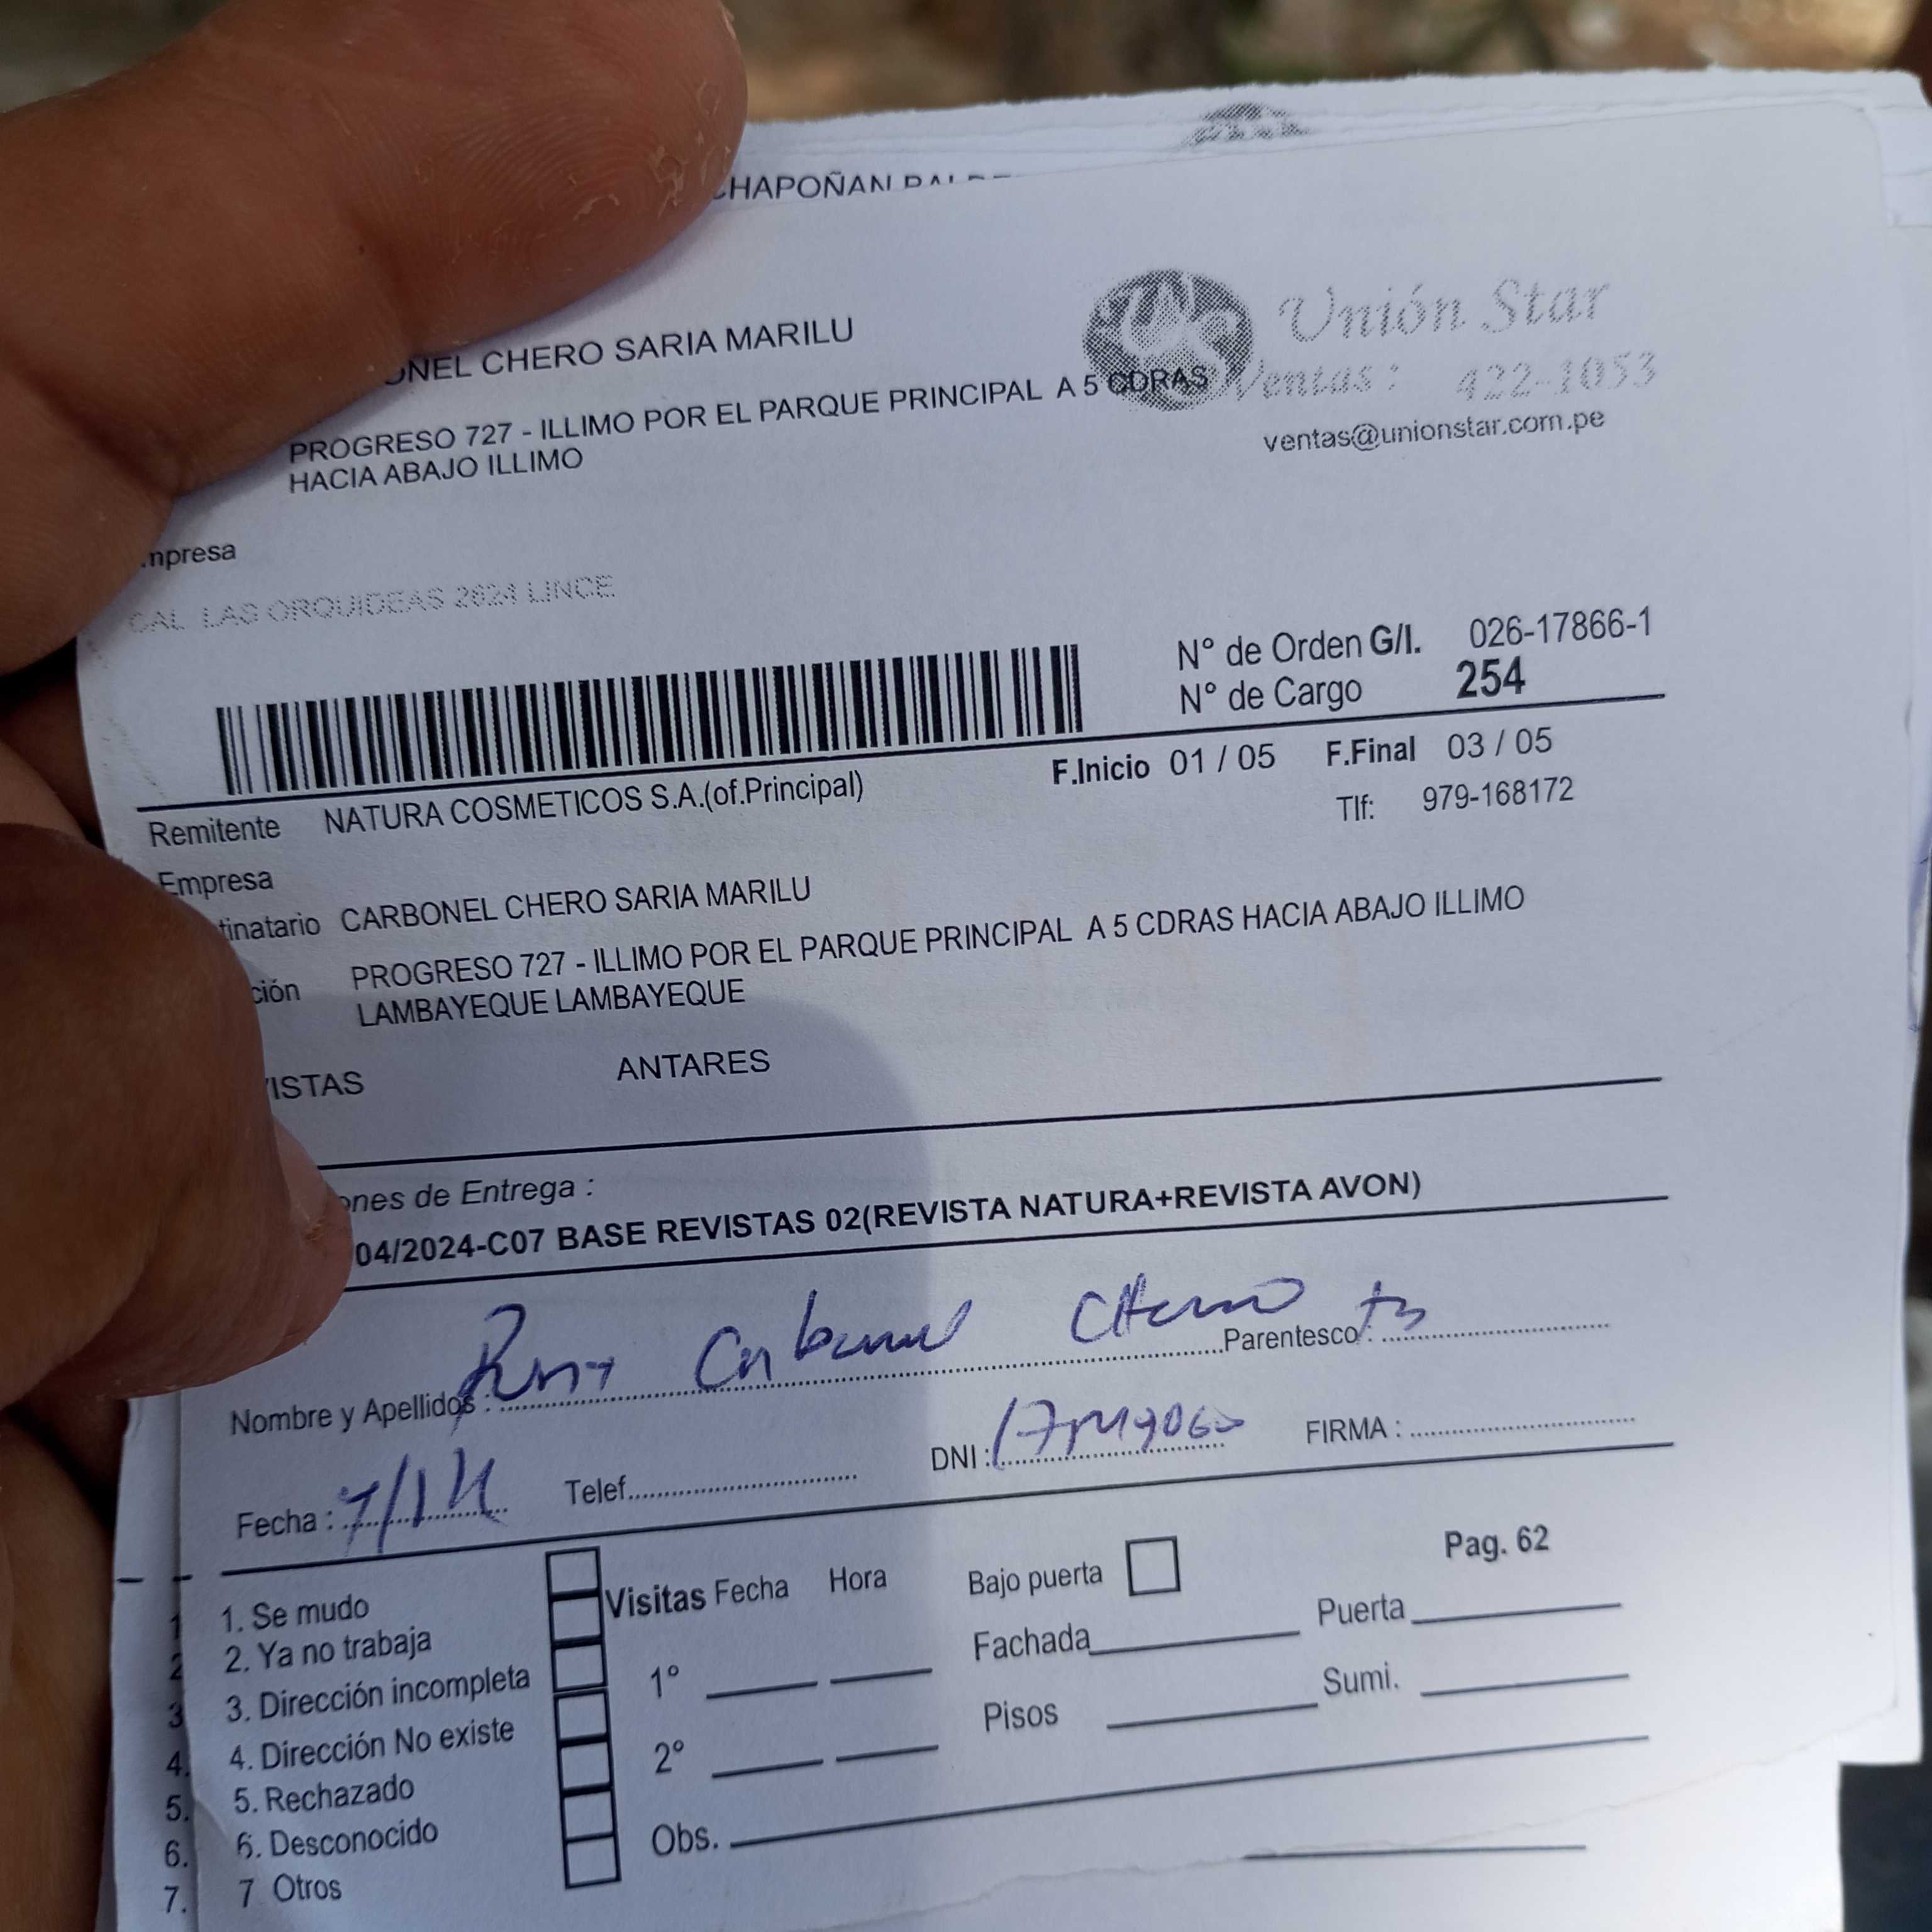 CHAPOÑAN
ONEL CHERO SARIA MARILU
Unión Star
Ventas: 422-1053
ventas@unionstar.com.pe
PROGRESO 727 - ILLIMO POR EL PARQUE PRINCIPAL A 5 CDRAS
HACIA ABAJO ILLIMO
mpresa
CAL LAS ORQUIDEAS 2624 LINCE
N° de Orden G/I. 026-17866-1
N° de Cargo 254
F.Inicio 01 / 05 F.Final 03 / 05
Remitente NATURA COSMETICOS S.A.(of.Principal)
Tlf: 979-168172
Empresa
tinatario CARBONEL CHERO SARIA MARILU
ción PROGRESO 727 - ILLIMO POR EL PARQUE PRINCIPAL A 5 CDRAS HACIA ABAJO ILLIMO
LAMBAYEQUE LAMBAYEQUE
ISTAS ANTARES
ones de Entrega :
04/2024-C07 BASE REVISTAS 02(REVISTA NATURA+REVISTA AVON)
Nombre y Apellidos : Chero Parentesco :
Fecha : Telef. DNI : FIRMA :
Pag. 62
1. Se mudo
2. Ya no trabaja
3. Dirección incompleta
4. Dirección No existe
5. Rechazado
6. Desconocido
7 Otros
Visitas Fecha Hora
1º
2º
Obs.
Bajo puerta
Fachada
Puerta
Pisos
Sumi.
1
2
3
4.
5.
6.
7.